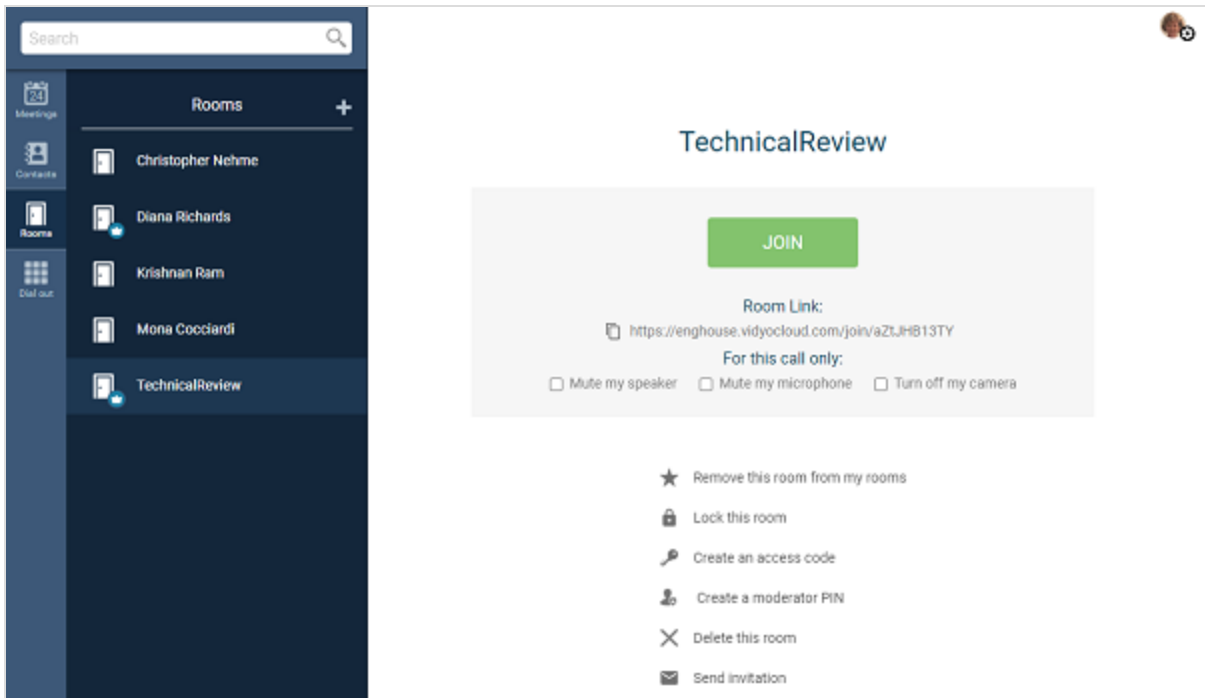 Search
24
Meetings
Contacts
Rooms
Dial out
Rooms +
Christopher Nehme
Diana Richards
Krishnan Ram
Mona Cocciardi
TechnicalReview
TechnicalReview
JOIN
Room Link:
https://enghouse.vidyocloud.com/join/aZtJHB13TY
For this call only:
Mute my speaker Mute my microphone Turn off my camera
Remove this room from my rooms
Lock this room
Create an access code
Create a moderator PIN
Delete this room
Send invitation